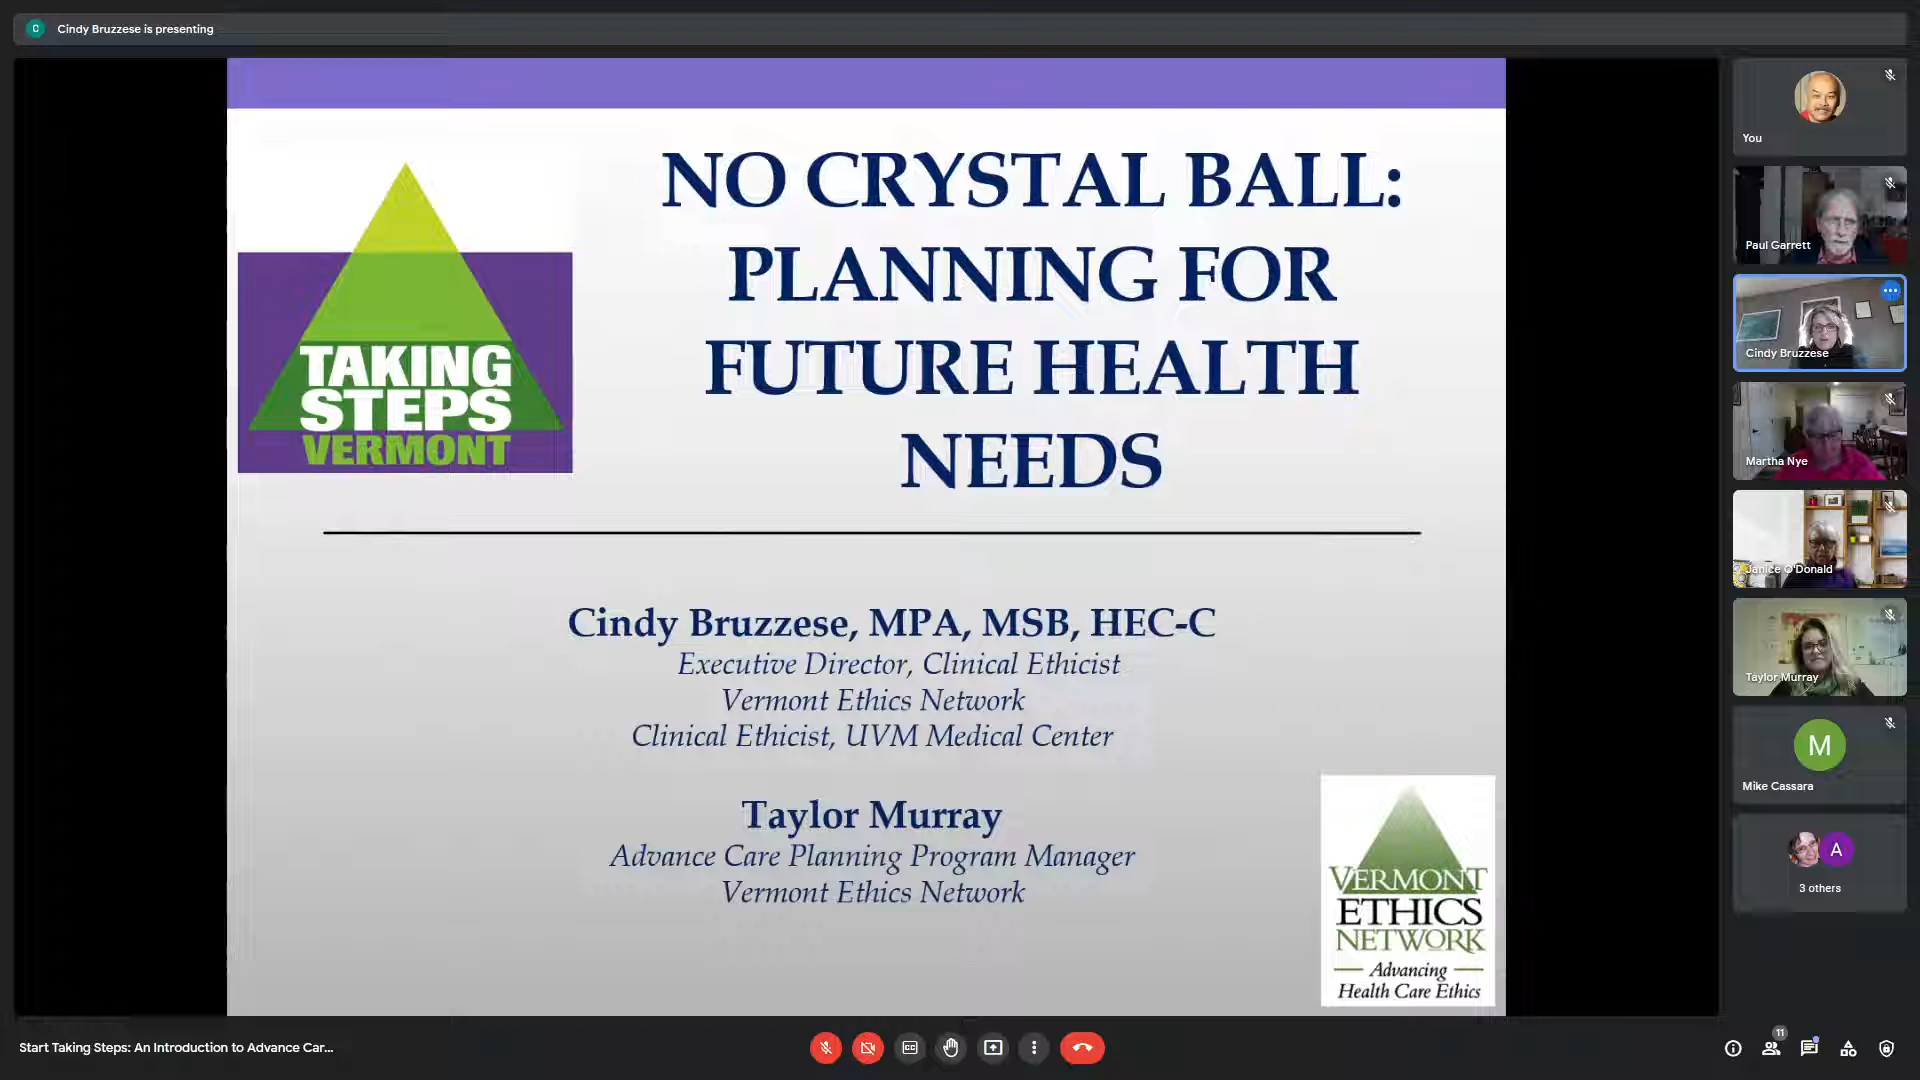 C
Cindy Bruzzese is presenting
NO CRYSTAL BALL:
PLANNING FOR
FUTURE HEALTH
NEEDS
TAKING
STEPS
VERMONT
Cindy Bruzzese, MPA, MSB, HEC-C
Executive Director, Clinical Ethicist
Vermont Ethics Network
Clinical Ethicist, UVM Medical Center
Taylor Murray
Advance Care Planning Program Manager
Vermont Ethics Network
VERMONT
ETHICS
NETWORK
Advancing
Health Care Ethics
You
Paul Garrett
Cindy Bruzzese
Martha Nye
Janice O'Donald
Taylor Murray
M
Mike Cassara
A
3 others
Start Taking Steps: An Introduction to Advance Car...
CC
11